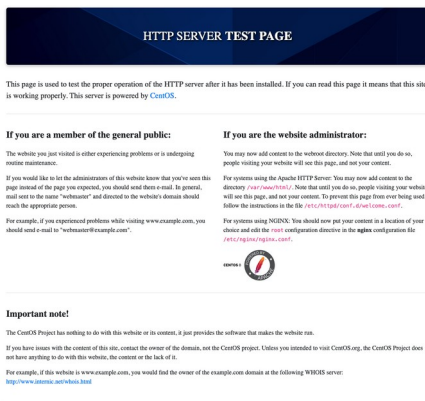 HTTP SERVER TEST PAGE
This page is used to test the proper operation of the HTTP server after it has been installed. If you can read this page it means that this site
is working properly. This server is powered by CentOS.
If you are a member of the general public:
The website you just visited is either experiencing problems or is undergoing
routine maintenance.
If you would like to let the administrators of this website know that you've seen this
page instead of the page you expected, you should send them e-mail. In general,
mail sent to the name "webmaster" and directed to the website's domain should
reach the appropriate person.
For example, if you experienced problems while visiting www.example.com, you
should send e-mail to "webmaster@example.com".
If you are the website administrator:
You may now add content to the webroot directory. Note that until you do so,
people visiting your website will see this page, and not your content.
For systems using the Apache HTTP Server: You may now add content to the
directory /var/www/html/. Note that until you do so, people visiting your website
will see this page, and not your content. To prevent this page from ever being used,
follow the instructions in the file /etc/httpd/conf.d/welcome.conf.
For systems using NGINX: You should now put your content in a location of your
choice and edit the root configuration directive in the nginx configuration file
/etc/nginx/nginx.conf.
APACHE
Important note!
The CentOS Project has nothing to do with this website or its content, it just provides the software that makes the website run.
If you have issues with the content of this site, contact the owner of the domain, not the CentOS project. Unless you intended to visit CentOS.org, the CentOS Project does
not have anything to do with this website, the content or the lack of it.
For example, if this website is www.example.com, you would find the owner of the example.com domain at the following WHOIS server:
http://www.internic.net/whois.html